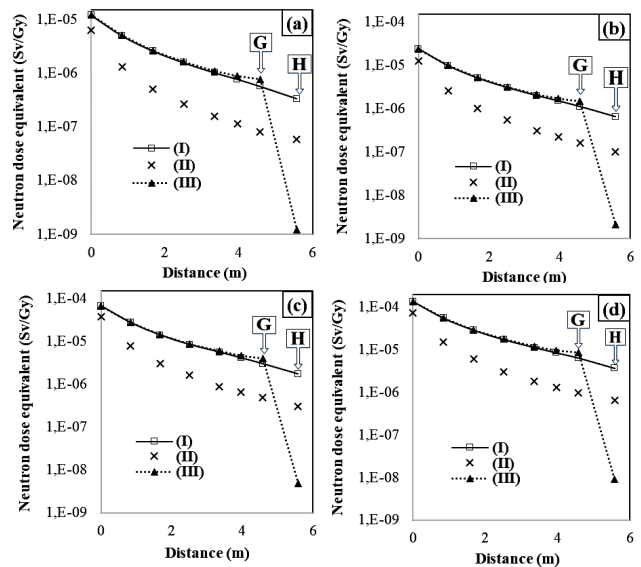 (a)
Neutron dose equivalent (Sv/Gy)
1,E-05
1,E-06
1,E-07
1,E-08
1,E-09
G
H
(I)
(II)
(III)
0 2 4 6
Distance (m)
(b)
Neutron dose equivalent (Sv/Gy)
1,E-04
1,E-05
1,E-06
1,E-07
1,E-08
1,E-09
G
H
(I)
(II)
(III)
0 2 4 6
Distance (m)
(c)
Neutron dose equivalent (Sv/Gy)
1,E-04
1,E-05
1,E-06
1,E-07
1,E-08
1,E-09
G
H
(I)
(II)
(III)
0 2 4 6
Distance (m)
(d)
Neutron dose equivalent (Sv/Gy)
1,E-04
1,E-05
1,E-06
1,E-07
1,E-08
1,E-09
G
H
(I)
(II)
(III)
0 2 4 6
Distance (m)